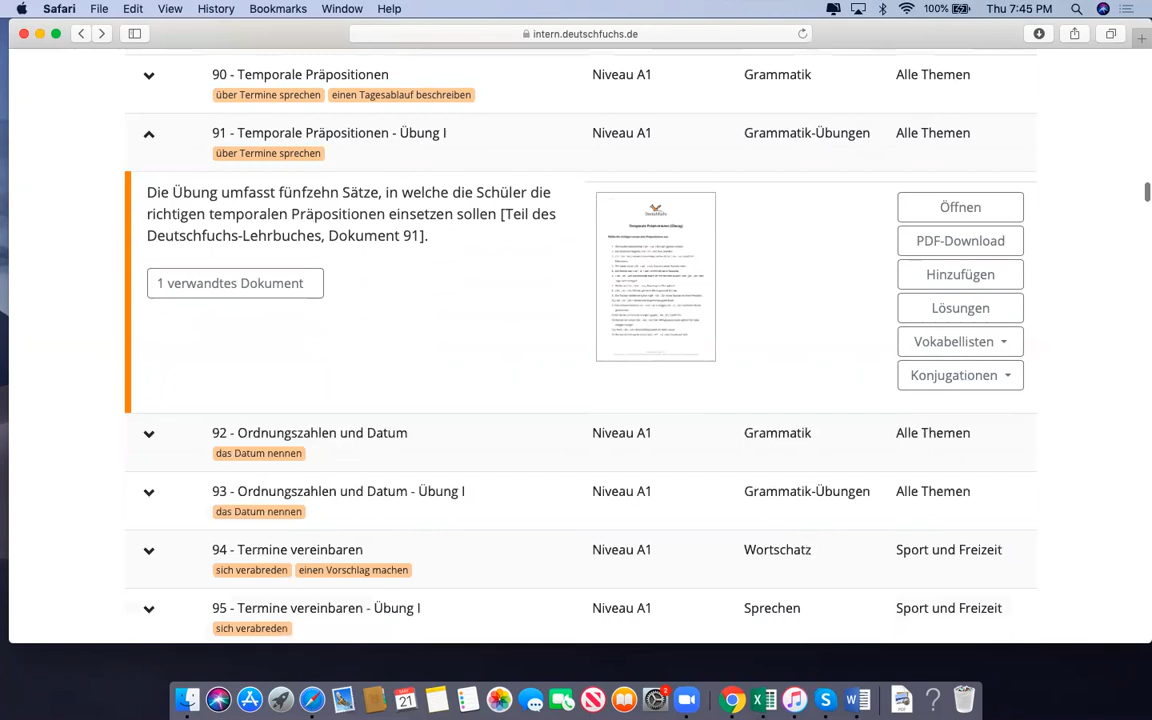 Safari File Edit View History Bookmarks Window Help 100% Thu 7:45 PM
intern.deutschfuchs.de
90 - Temporale Präpositionen Niveau A1 Grammatik Alle Themen
über Termine sprechen einen Tagesablauf beschreiben
91 - Temporale Präpositionen - Übung I Niveau A1 Grammatik-Übungen Alle Themen
über Termine sprechen
Die Übung umfasst fünfzehn Sätze, in welche die Schüler die
richtigen temporalen Präpositionen einsetzen sollen [Teil des
Deutschfuchs-Lehrbuches, Dokument 91].
1 verwandtes Dokument
Temporale Präpositionen (Übung)
Öffnen
PDF-Download
Hinzufügen
Lösungen
Vokabellisten
Konjugationen
92 - Ordnungszahlen und Datum Niveau A1 Grammatik Alle Themen
das Datum nennen
93 - Ordnungszahlen und Datum - Übung I Niveau A1 Grammatik-Übungen Alle Themen
das Datum nennen
94 - Termine vereinbaren Niveau A1 Wortschatz Sport und Freizeit
sich verabreden einen Vorschlag machen
95 - Termine vereinbaren - Übung I Niveau A1 Sprechen Sport und Freizeit
sich verabreden
21
2